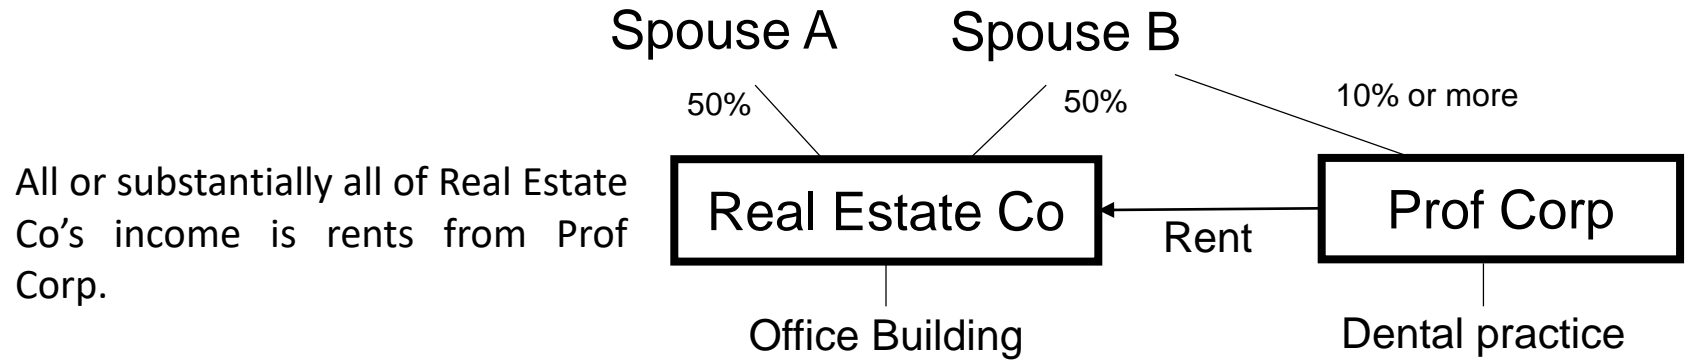 Spouse A
Spouse B
50%
50%
10% or more
All or substantially all of Real Estate
Co's income is rents from Prof
Corp.
Real Estate Co
Rent
Prof Corp
Office Building
Dental practice